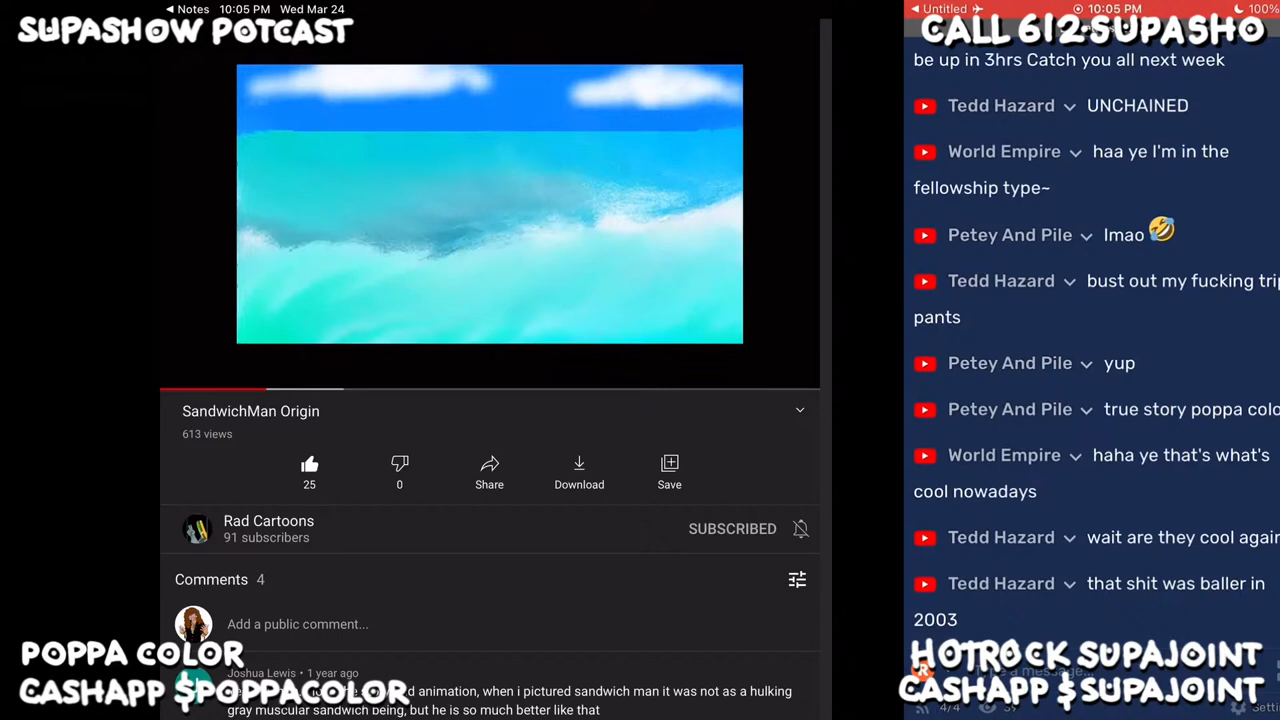 Notes 10:05 PM Wed Mar 24
SUPASHOW POTCAST
SandwichMan Origin
613 views
25
0
Share
Download
Save
Rad Cartoons
91 subscribers
SUBSCRIBED
Comments 4
Add a public comment...
Joshua Lewis • 1 year ago
d animation, when i pictured sandwich man it was not as a hulking
gray muscular sandwich being, but he is so much better like that
POPPA COLOR
CASHAPP $POPPACOLOR
Untitled 10:05 PM 100%
CALL 612-SUPASHO
be up in 3hrs Catch you all next week
Tedd Hazard UNCHAINED
World Empire haa ye I'm in the
fellowship type~
Petey And Pile lmao 🤣
Tedd Hazard bust out my fucking trip
pants
Petey And Pile yup
Petey And Pile true story poppa colo
World Empire haha ye that's what's
cool nowadays
Tedd Hazard wait are they cool again
Tedd Hazard that shit was baller in
2003
HOTROCK SUPAJOINT
a message...
CASHAPP $SUPAJOINT
4/4